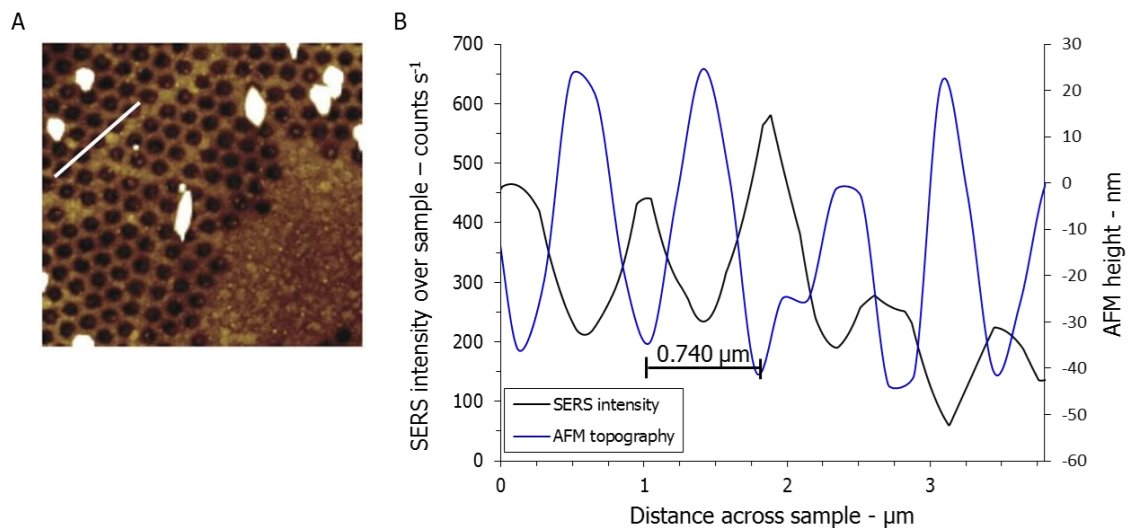 A
B
SERS intensity over sample – counts s⁻¹
700
600
500
400
300
200
100
0
0.740 µm
SERS intensity
AFM topography
30
20
10
0
-10
-20
-30
-40
-50
-60
AFM height - nm
0 1 2 3
Distance across sample - µm